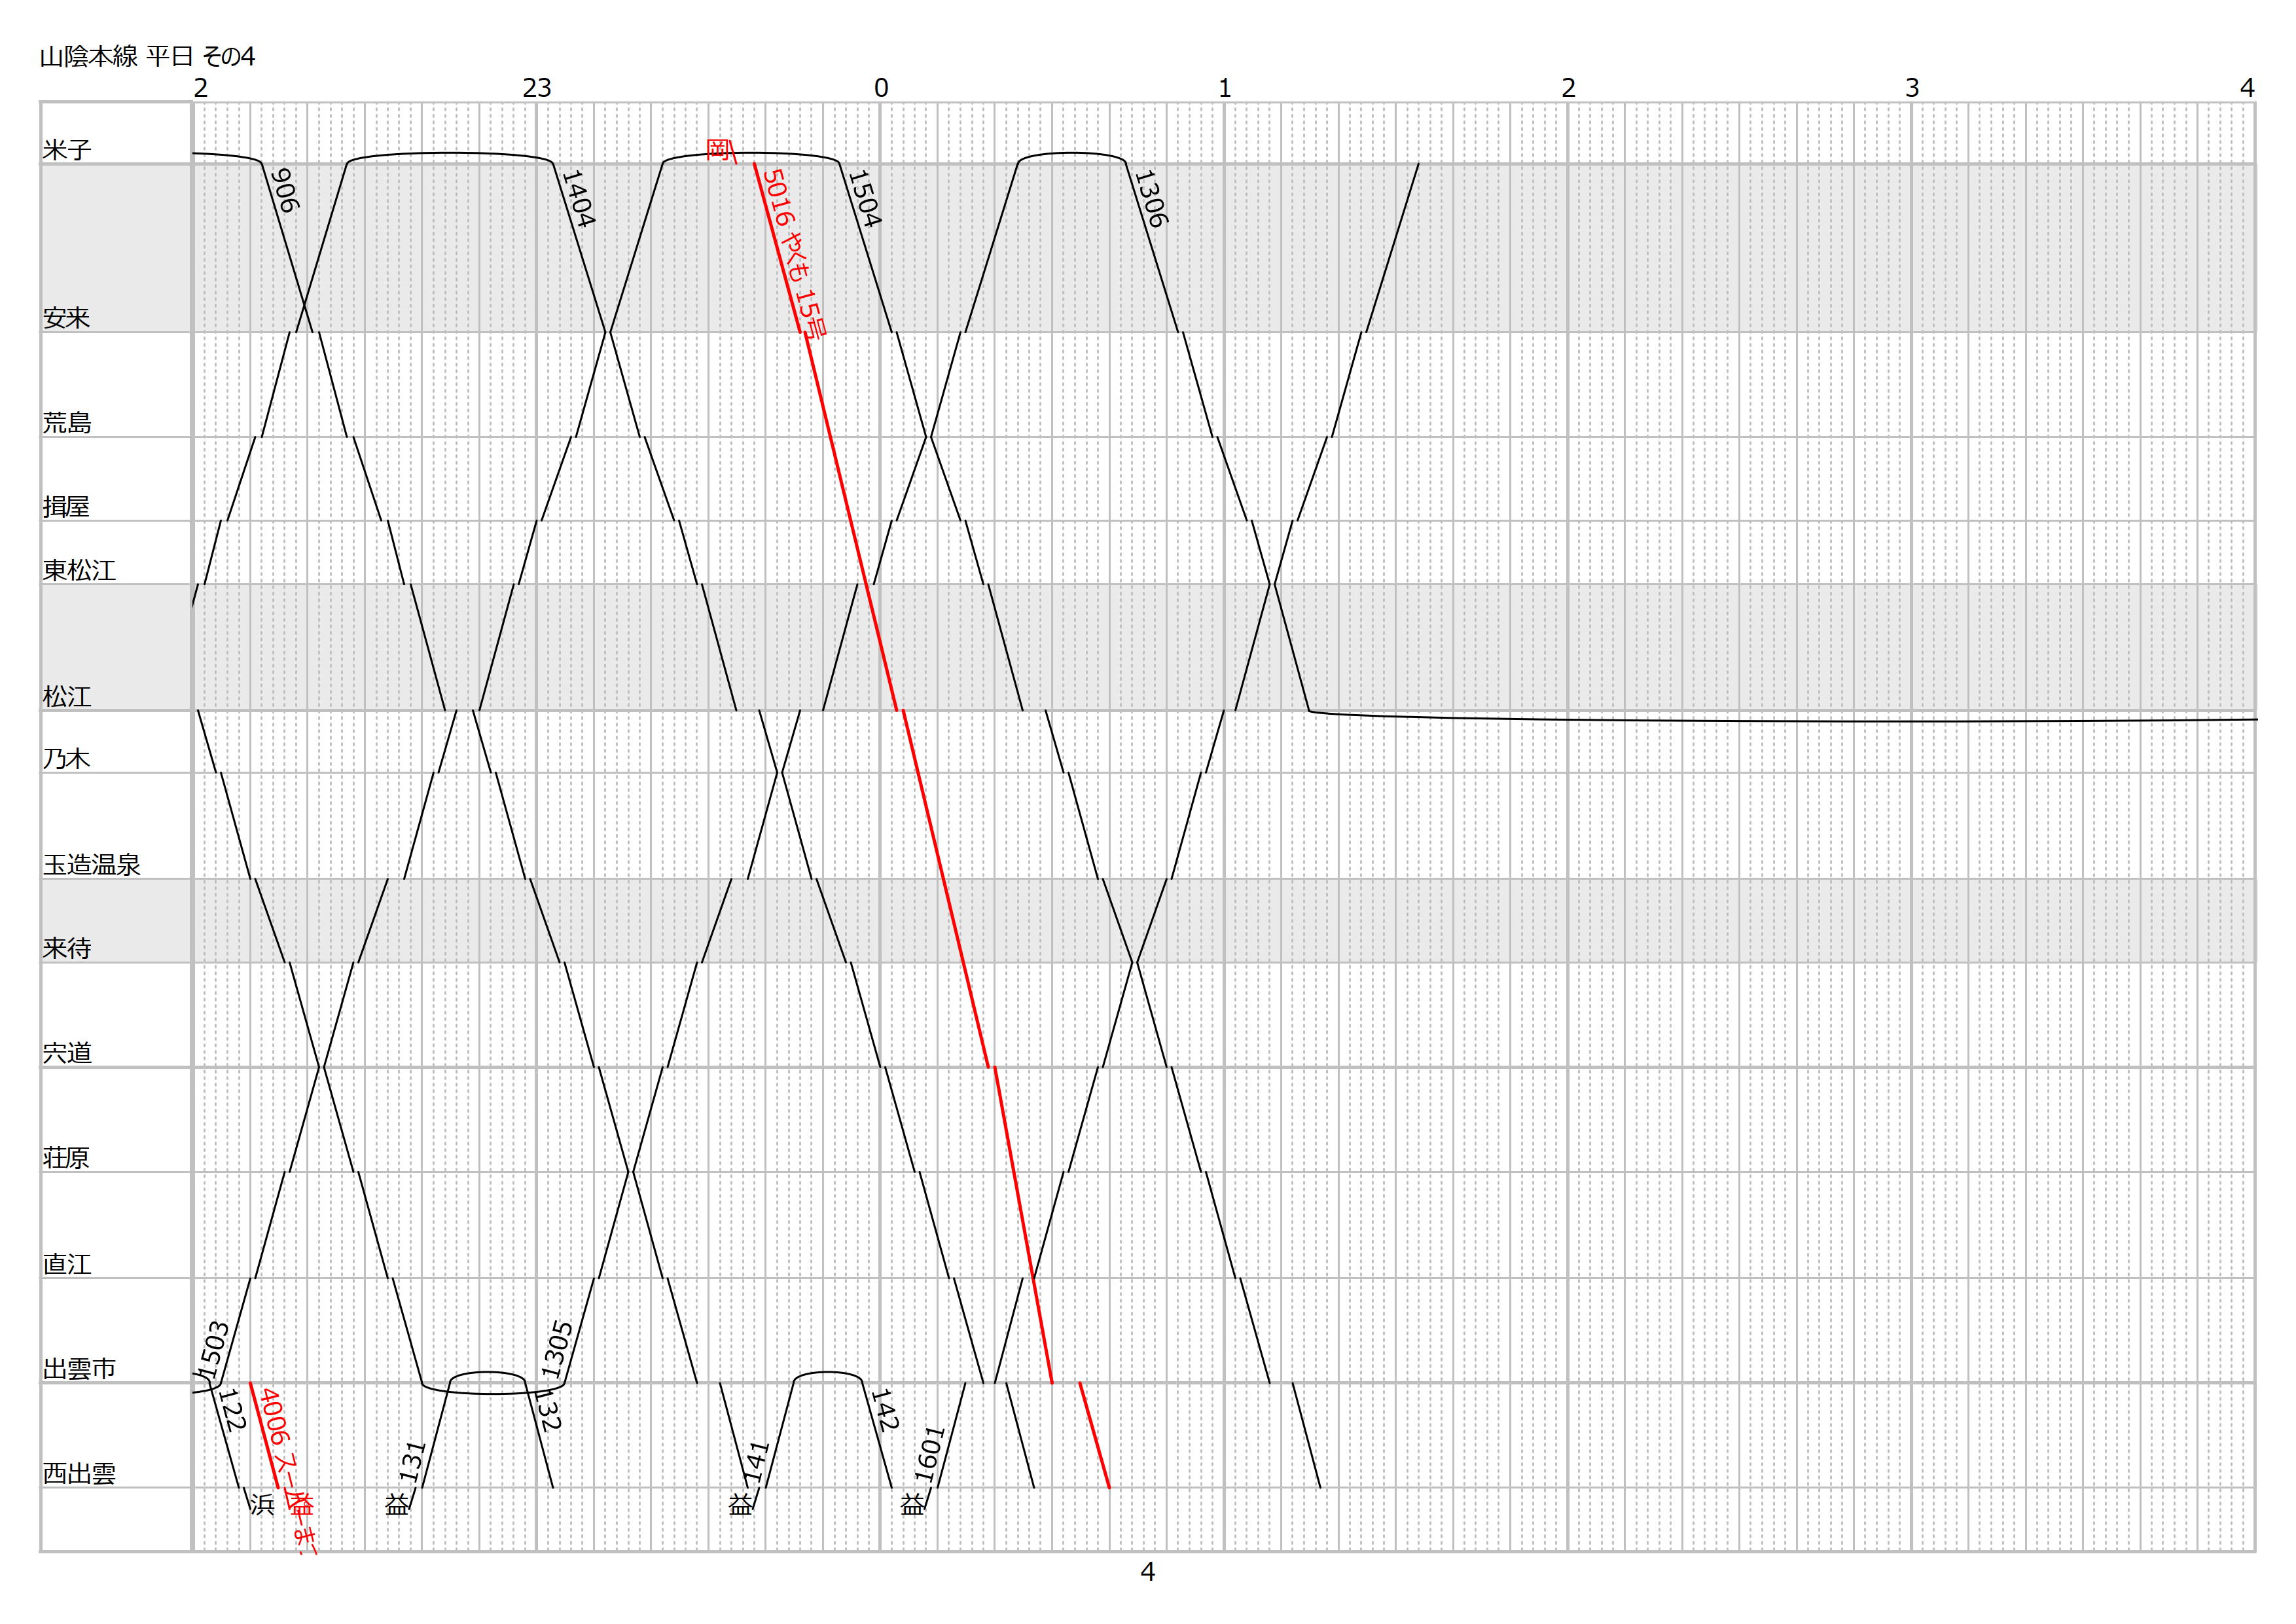 山陰本線 平日 その4
2 23 0 1 2 3 4
米子
岡
906
1404
5016 やくも 15号
1504
1306
安来
荒島
揖屋
東松江
松江
乃木
玉造温泉
来待
宍道
荘原
直江
出雲市
1503
122
4006
131
1305
132
141
142
1601
西出雲
浜
益
益
益
益
4